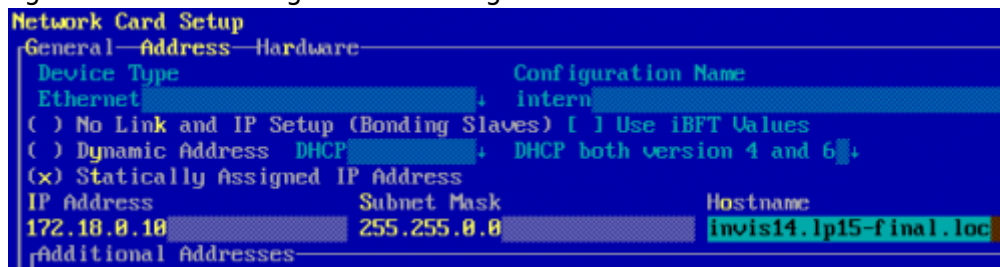 Network Card Setup
General—Address—Hardware
Device Type Configuration Name
Ethernet ↓ intern
( ) No Link and IP Setup (Bonding Slaves) [ ] Use iBFT Values
( ) Dynamic Address DHCP ↓ DHCP both version 4 and 6 ↓
(x) Statically Assigned IP Address
IP Address Subnet Mask Hostname
172.18.0.10 255.255.0.0 invis14.lp15-final.loc
Additional Addresses